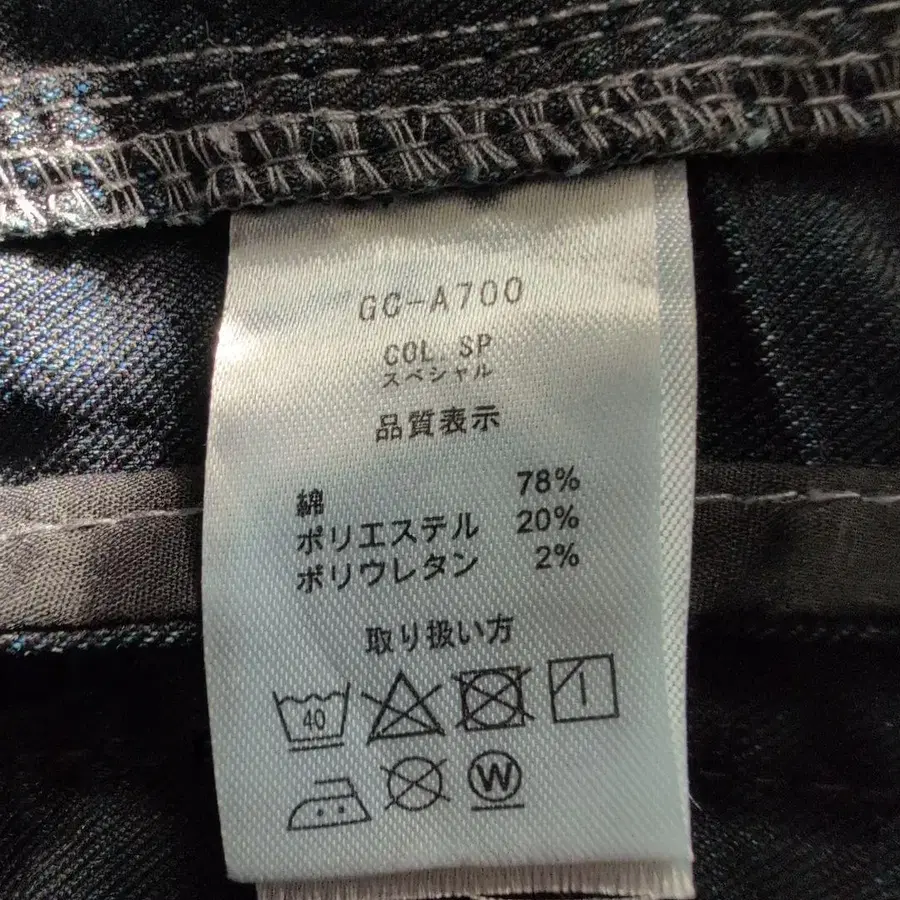 GC-A700
COL. SP
スペシャル
品質表示
綿 78%
ポリエステル 20%
ポリウレタン 2%
取り扱い方
40
W